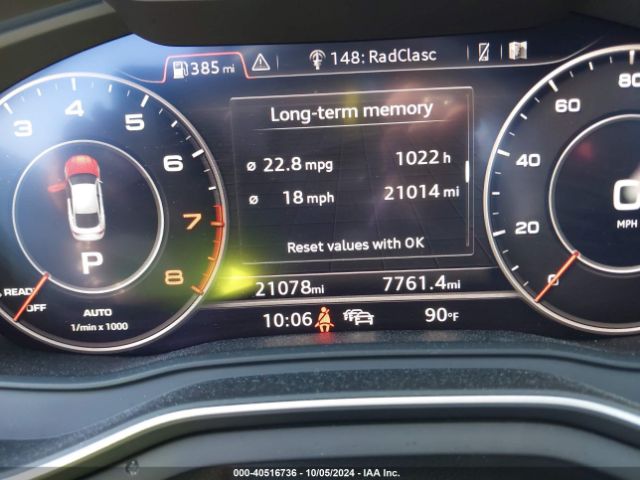 385 mi
148: RadClasc
Long-term memory
ø 22.8 mpg 1022 h
ø 18 mph 21014 mi
Reset values with OK
21078mi 7761.4mi
10:06 90°F
3 4 5 6 7 8
P
READY
OFF
AUTO
1/min x 1000
80
60
40
20
0
0
MPH
000-40516736 - 10/05/2024 - IAA Inc.